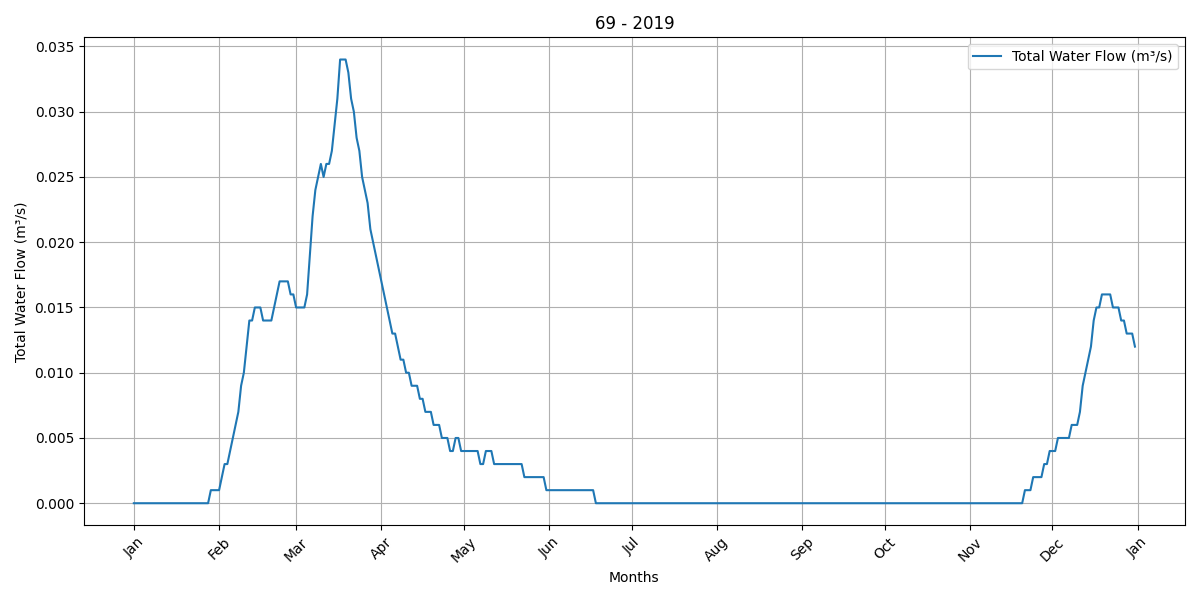 69 - 2019
Total Water Flow (m³/s)
Total Water Flow (m³/s)
0.035
0.030
0.025
0.020
0.015
0.010
0.005
0.000
Jan
Feb
Mar
Apr
May
Jun
Jul
Aug
Sep
Oct
Nov
Dec
Jan
Months